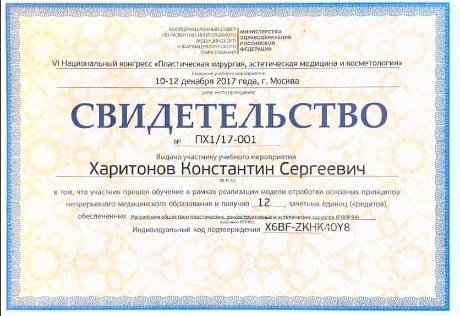 КООРДИНАЦИОННЫЙ СОВЕТ
ПО РАЗВИТИЮ НЕПРЕРЫВНОГО
МЕДИЦИНСКОГО
И ФАРМАЦЕВТИЧЕСКОГО
ОБРАЗОВАНИЯ
МИНИСТЕРСТВО
ЗДРАВООХРАНЕНИЯ
РОССИЙСКОЙ
ФЕДЕРАЦИИ
VI Национальный конгресс «Пластическая хирургия, эстетическая медицина и косметология»
(название учебного мероприятия)
10-12 декабря 2017 года, г. Москва
дата, место проведения
СВИДЕТЕЛЬСТВО
№ ПХ1/17-001
Выдано участнику учебного мероприятия
Харитонов Константин Сергеевич
(Ф.И.О.)
в том, что участник прошел обучение в рамках реализации модели отработки основных принципов
непрерывного медицинского образования и получил 12 зачетных единиц (кредитов),
обеспеченных Российским обществом пластических, реконструктивных и эстетических хирургов (РОПРЭХ)
Индивидуальный код подтверждения X6BF-ZKHK40Y8